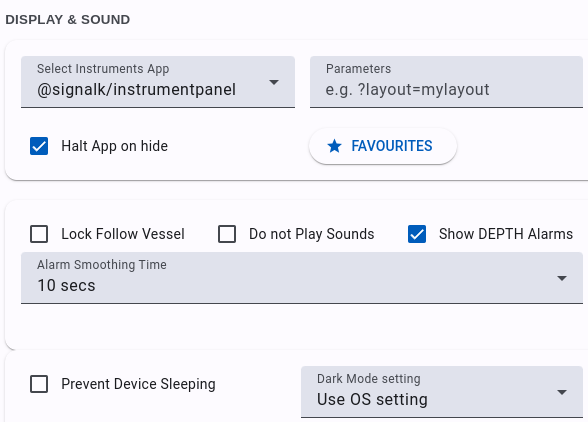 DISPLAY & SOUND
Select Instruments App
@signalk/instrumentpanel
Parameters
e.g. ?layout=mylayout
Halt App on hide
FAVOURITES
Lock Follow Vessel
Do not Play Sounds
Show DEPTH Alarms
Alarm Smoothing Time
10 secs
Prevent Device Sleeping
Dark Mode setting
Use OS setting